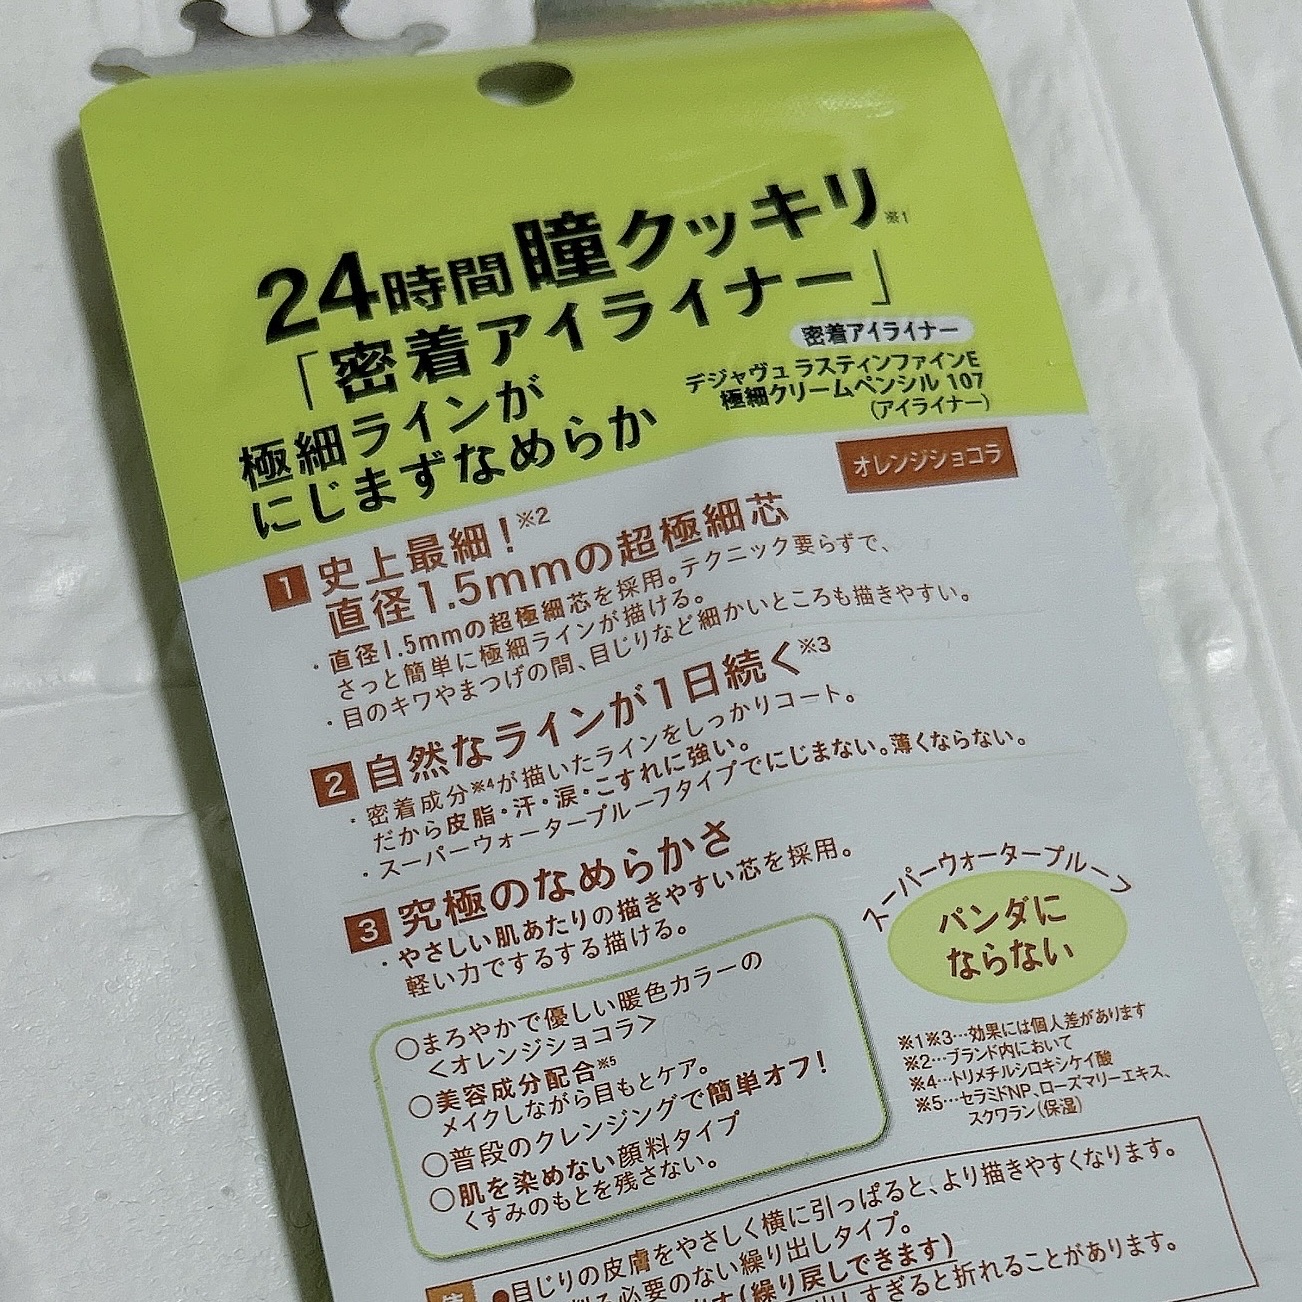 24時間瞳クッキリ※1
「密着アイライナー」
極細ラインが
にじまずなめらか
密着アイライナー
デジャヴュ ラスティンファインE
極細クリームペンシル 107
(アイライナー)
オレンジショコラ
1 史上最細!※2
直径1.5mmの超極細芯
・直径1.5mmの超極細芯を採用。テクニック要らずで、
さっと簡単に極細ラインが描ける。
・目のキワやまつげの間、目じりなど細かいところも描きやすい。
2 自然なラインが1日続く※3
・密着成分※4が描いたラインをしっかりコート。
だから皮脂・汗・涙・こすれに強い。
・スーパーウォータープルーフタイプでにじまない。薄くならない。
3 究極のなめらかさ
・やさしい肌あたりの描きやすい芯を採用。
軽い力でするする描ける。
スーパーウォータープルーフ
パンダに
ならない
○まろやかで優しい暖色カラーの
<オレンジショコラ>
○美容成分配合※5
メイクしながら目もとケア。
○普段のクレンジングで簡単オフ!
○肌を染めない顔料タイプ
くすみのもとを残さない。
※1※3…効果には個人差があります
※2…ブランド内において
※4…トリメチルシロキシケイ酸
※5…セラミドNP、ローズマリーエキス、
スクワラン(保湿)
●目じりの皮膚をやさしく横に引っぱると、より描きやすくなります。
必要のない繰り出しタイプ。
(繰り戻しできます)
出しすぎると折れることがあります。